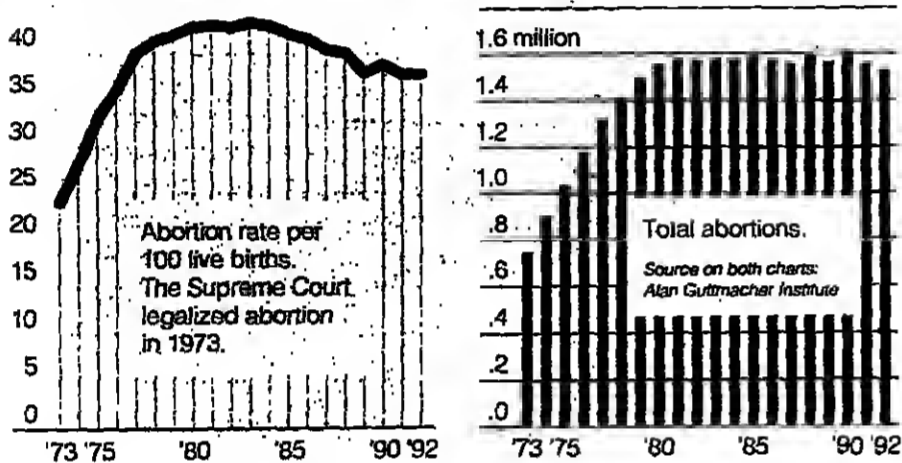 40
35
30
25
20
15
10
5
0
Abortion rate per
100 live births.
The Supreme Court
legalized abortion
in 1973.
'73 '75 '80 '85 '90 '92
1.6 million
1.4
1.2
1.0
.8
.6
.4
.2
.0
Total abortions.
Source on both charts:
Alan Guttmacher Institute
'73 '75 '80 '85 '90 '92